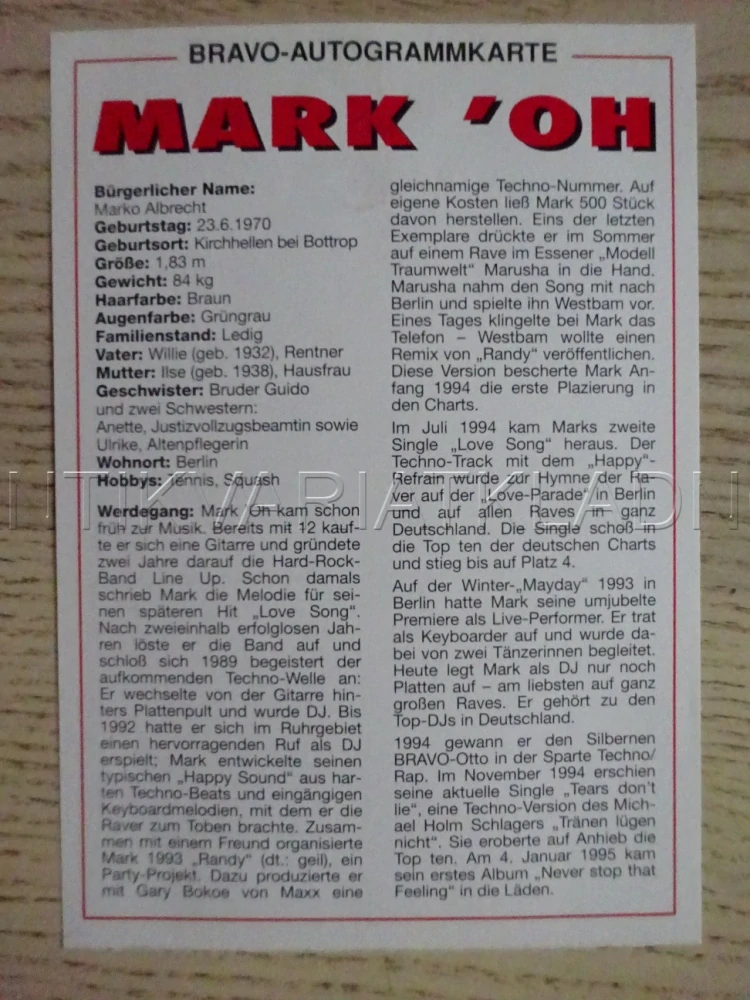 BRAVO-AUTOGRAMMKARTE
MARK 'OH
Bürgerlicher Name:
Marko Albrecht
Geburtstag: 23.6.1970
Geburtsort: Kirchhellen bei Bottrop
Größe: 1,83 m
Gewicht: 84 kg
Haarfarbe: Braun
Augenfarbe: Grüngrau
Familienstand: Ledig
Vater: Willie (geb. 1932), Rentner
Mutter: Ilse (geb. 1938), Hausfrau
Geschwister: Bruder Guido
und zwei Schwestern:
Anette, Justizvollzugsbeamtin sowie
Ulrike, Altenpflegerin
Wohnort: Berlin
Hobbys: Tennis, Squash
Werdegang: Mark 'Oh kam schon
früh zur Musik. Bereits mit 12 kauf-
te er sich eine Gitarre und gründete
zwei Jahre darauf die Hard-Rock-
Band Line Up. Schon damals
schrieb Mark die Melodie für sei-
nen späteren Hit „Love Song“.
Nach zweieinhalb erfolglosen Jah-
ren löste er die Band auf und
schloß sich 1989 begeistert der
aufkommenden Techno-Welle an:
Er wechselte von der Gitarre hin-
ters Plattenpult und wurde DJ. Bis
1992 hatte er sich im Ruhrgebiet
einen hervorragenden Ruf als DJ
erspielt; Mark entwickelte seinen
typischen „Happy Sound“ aus har-
ten Techno-Beats und eingängigen
Keyboardmelodien, mit dem er die
Raver zum Toben brachte. Zusam-
men mit einem Freund organisierte
Mark 1993 „Randy“ (dt.: geil), ein
Party-Projekt. Dazu produzierte er
mit Gary Bokoe von Maxx eine
gleichnamige Techno-Nummer. Auf
eigene Kosten ließ Mark 500 Stück
davon herstellen. Eins der letzten
Exemplare drückte er im Sommer
auf einem Rave im Essener „Modell
Traumwelt“ Marusha in die Hand.
Marusha nahm den Song mit nach
Berlin und spielte ihn Westbam vor.
Eines Tages klingelte bei Mark das
Telefon – Westbam wollte einen
Remix von „Randy“ veröffentlichen.
Diese Version bescherte Mark An-
fang 1994 die erste Plazierung in
den Charts.
Im Juli 1994 kam Marks zweite
Single „Love Song“ heraus. Der
Techno-Track mit dem „Happy“-
Refrain wurde zur Hymne der Ra-
ver auf der „Love-Parade“ in Berlin
und auf allen Raves in ganz
Deutschland. Die Single schoß in
die Top ten der deutschen Charts
und stieg bis auf Platz 4.
Auf der Winter-„Mayday“ 1993 in
Berlin hatte Mark seine umjubelte
Premiere als Live-Performer. Er trat
als Keyboarder auf und wurde da-
bei von zwei Tänzerinnen begleitet.
Heute legt Mark als DJ nur noch
Platten auf – am liebsten auf ganz
großen Raves. Er gehört zu den
Top-DJs in Deutschland.
1994 gewann er den Silbernen
BRAVO-Otto in der Sparte Techno/
Rap. Im November 1994 erschien
seine aktuelle Single „Tears don't
lie“, eine Techno-Version des Mich-
ael Holm Schlagers „Tränen lügen
nicht“. Sie eroberte auf Anhieb die
Top ten. Am 4. Januar 1995 kam
sein erstes Album „Never stop that
Feeling“ in die Läden.